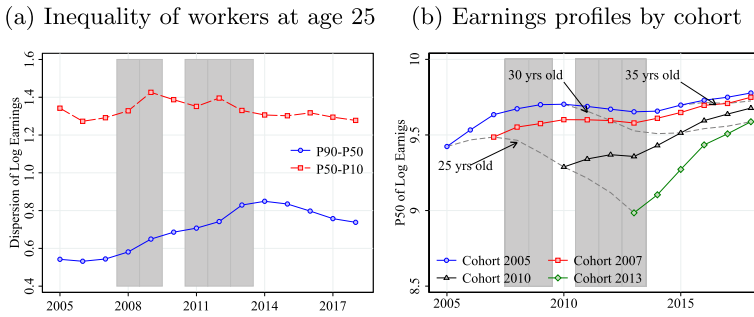 (a) Inequality of workers at age 25
(b) Earnings profiles by cohort
Dispersion of Log Earnings
1.6
1.4
1.2
1.0
0.8
0.6
0.4
P90-P50
P50-P10
2005
2008
2011
2014
2017
P50 of Log Earnigs
10
9.5
9
8.5
30 yrs old
35 yrs old
25 yrs old
Cohort 2005
Cohort 2007
Cohort 2010
Cohort 2013
2005
2010
2015